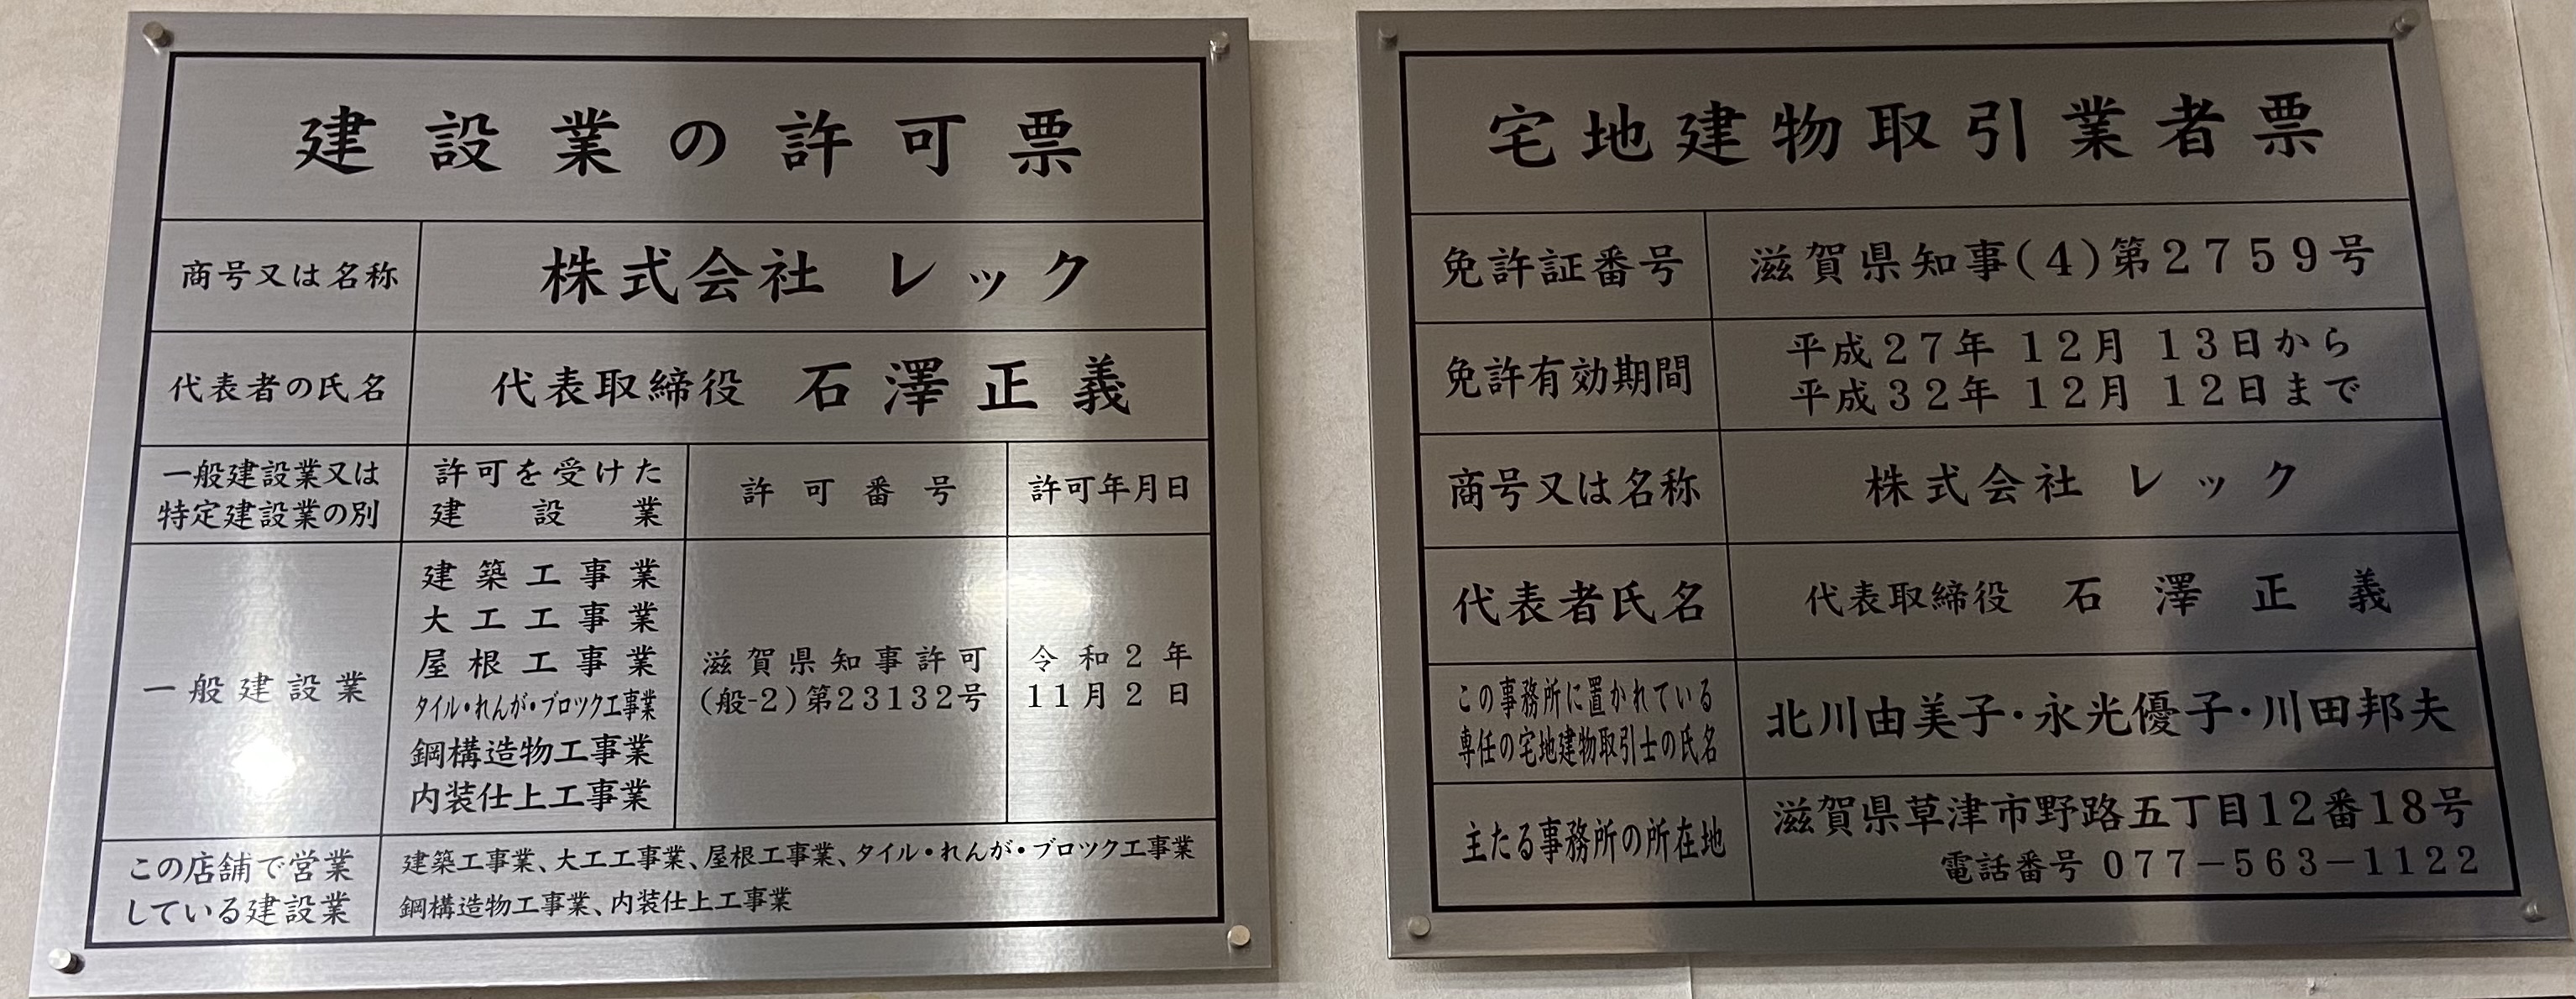 建設業の許可票
商号又は名称
株式会社 レック
代表者の氏名
代表取締役 石澤正義
一般建設業又は
特定建設業の別
許可を受けた
建設業
許可番号
許可年月日
一般建設業
建築工事業
大工工事業
屋根工事業
タイル・れんが・ブロック工事業
鋼構造物工事業
内装仕上工事業
滋賀県知事許可
(般-2)第23132号
令和2年
11月2日
この店舗で営業
している建設業
建築工事業、大工工事業、屋根工事業、タイル・れんが・ブロック工事業
鋼構造物工事業、内装仕上工事業
宅地建物取引業者票
免許証番号
滋賀県知事(4)第2759号
免許有効期間
平成27年 12月 13日から
平成32年 12月 12日まで
商号又は名称
株式会社 レック
代表者氏名
代表取締役 石澤正義
この事務所に置かれている
専任の宅地建物取引士の氏名
北川由美子・永光優子・川田邦夫
主たる事務所の所在地
滋賀県草津市野路五丁目12番18号
電話番号 077-563-1122